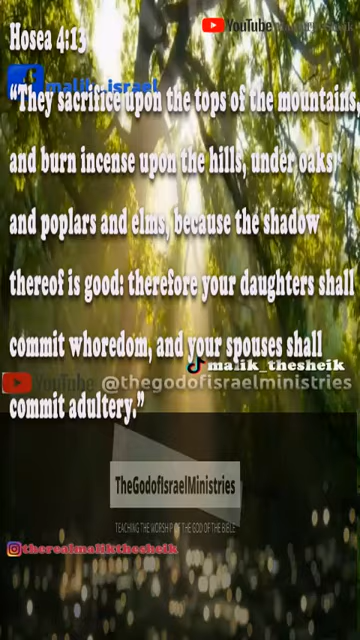 Hosea 4:13
YouTube
malik_israel
“They sacrifice upon the tops of the mountains,
and burn incense upon the hills, under oaks
and poplars and elms, because the shadow
thereof is good: therefore your daughters shall
commit whoredom, and your spouses shall
malik_thesheik
YouTube @thegodofisraelministries
commit adultery.”
TheGodofIsraelMinistries
TEACHING THE WORSHIP OF THE GOD OF THE BIBLE
@therealmalikthesheik